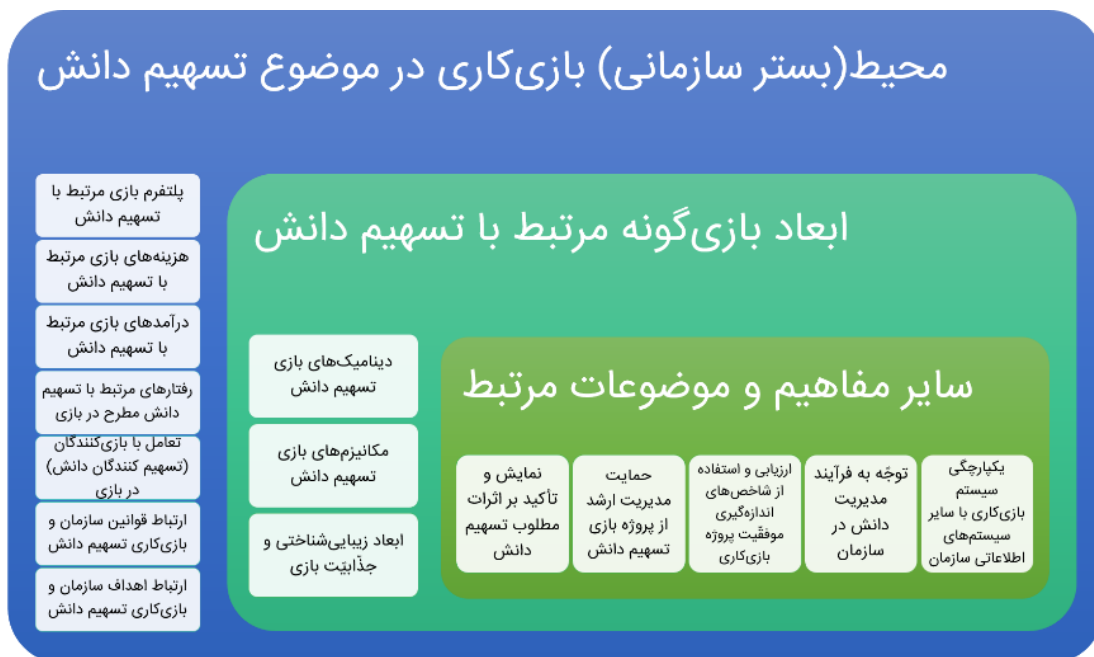 محیط(بستر سازمانی) بازی‌کاری در موضوع تسهیم دانش
پلتفرم بازی مرتبط با
تسهیم دانش
هزینه‌های بازی مرتبط
با تسهیم دانش
درآمدهای بازی مرتبط
با تسهیم دانش
رفتارهای مرتبط با تسهیم
دانش مطرح در بازی
تعامل با بازی‌کنندگان
(تسهیم کنندگان دانش)
در بازی
ارتباط قوانین سازمان و
بازی‌کاری تسهیم دانش
ارتباط اهداف سازمان و
بازی‌کاری تسهیم دانش
ابعاد بازی‌گونه مرتبط با تسهیم دانش
دینامیک‌های بازی
تسهیم دانش
مکانیزم‌های بازی
تسهیم دانش
ابعاد زیبایی‌شناختی و
جذّابیّت بازی
سایر مفاهیم و موضوعات مرتبط
یکپارچگی
سیستم
بازی‌کاری با سایر
سیستم‌های
اطلاعاتی سازمان
توجّه به فرآیند
مدیریت
دانش در
سازمان
ارزیابی و استفاده
از شاخص‌های
اندازه‌گیری
موفقّیت پروژه
بازی‌کاری
حمایت
مدیریت ارشد
از پروژه بازی
تسهیم دانش
نمایش و
تأکید بر اثرات
مطلوب تسهیم
دانش